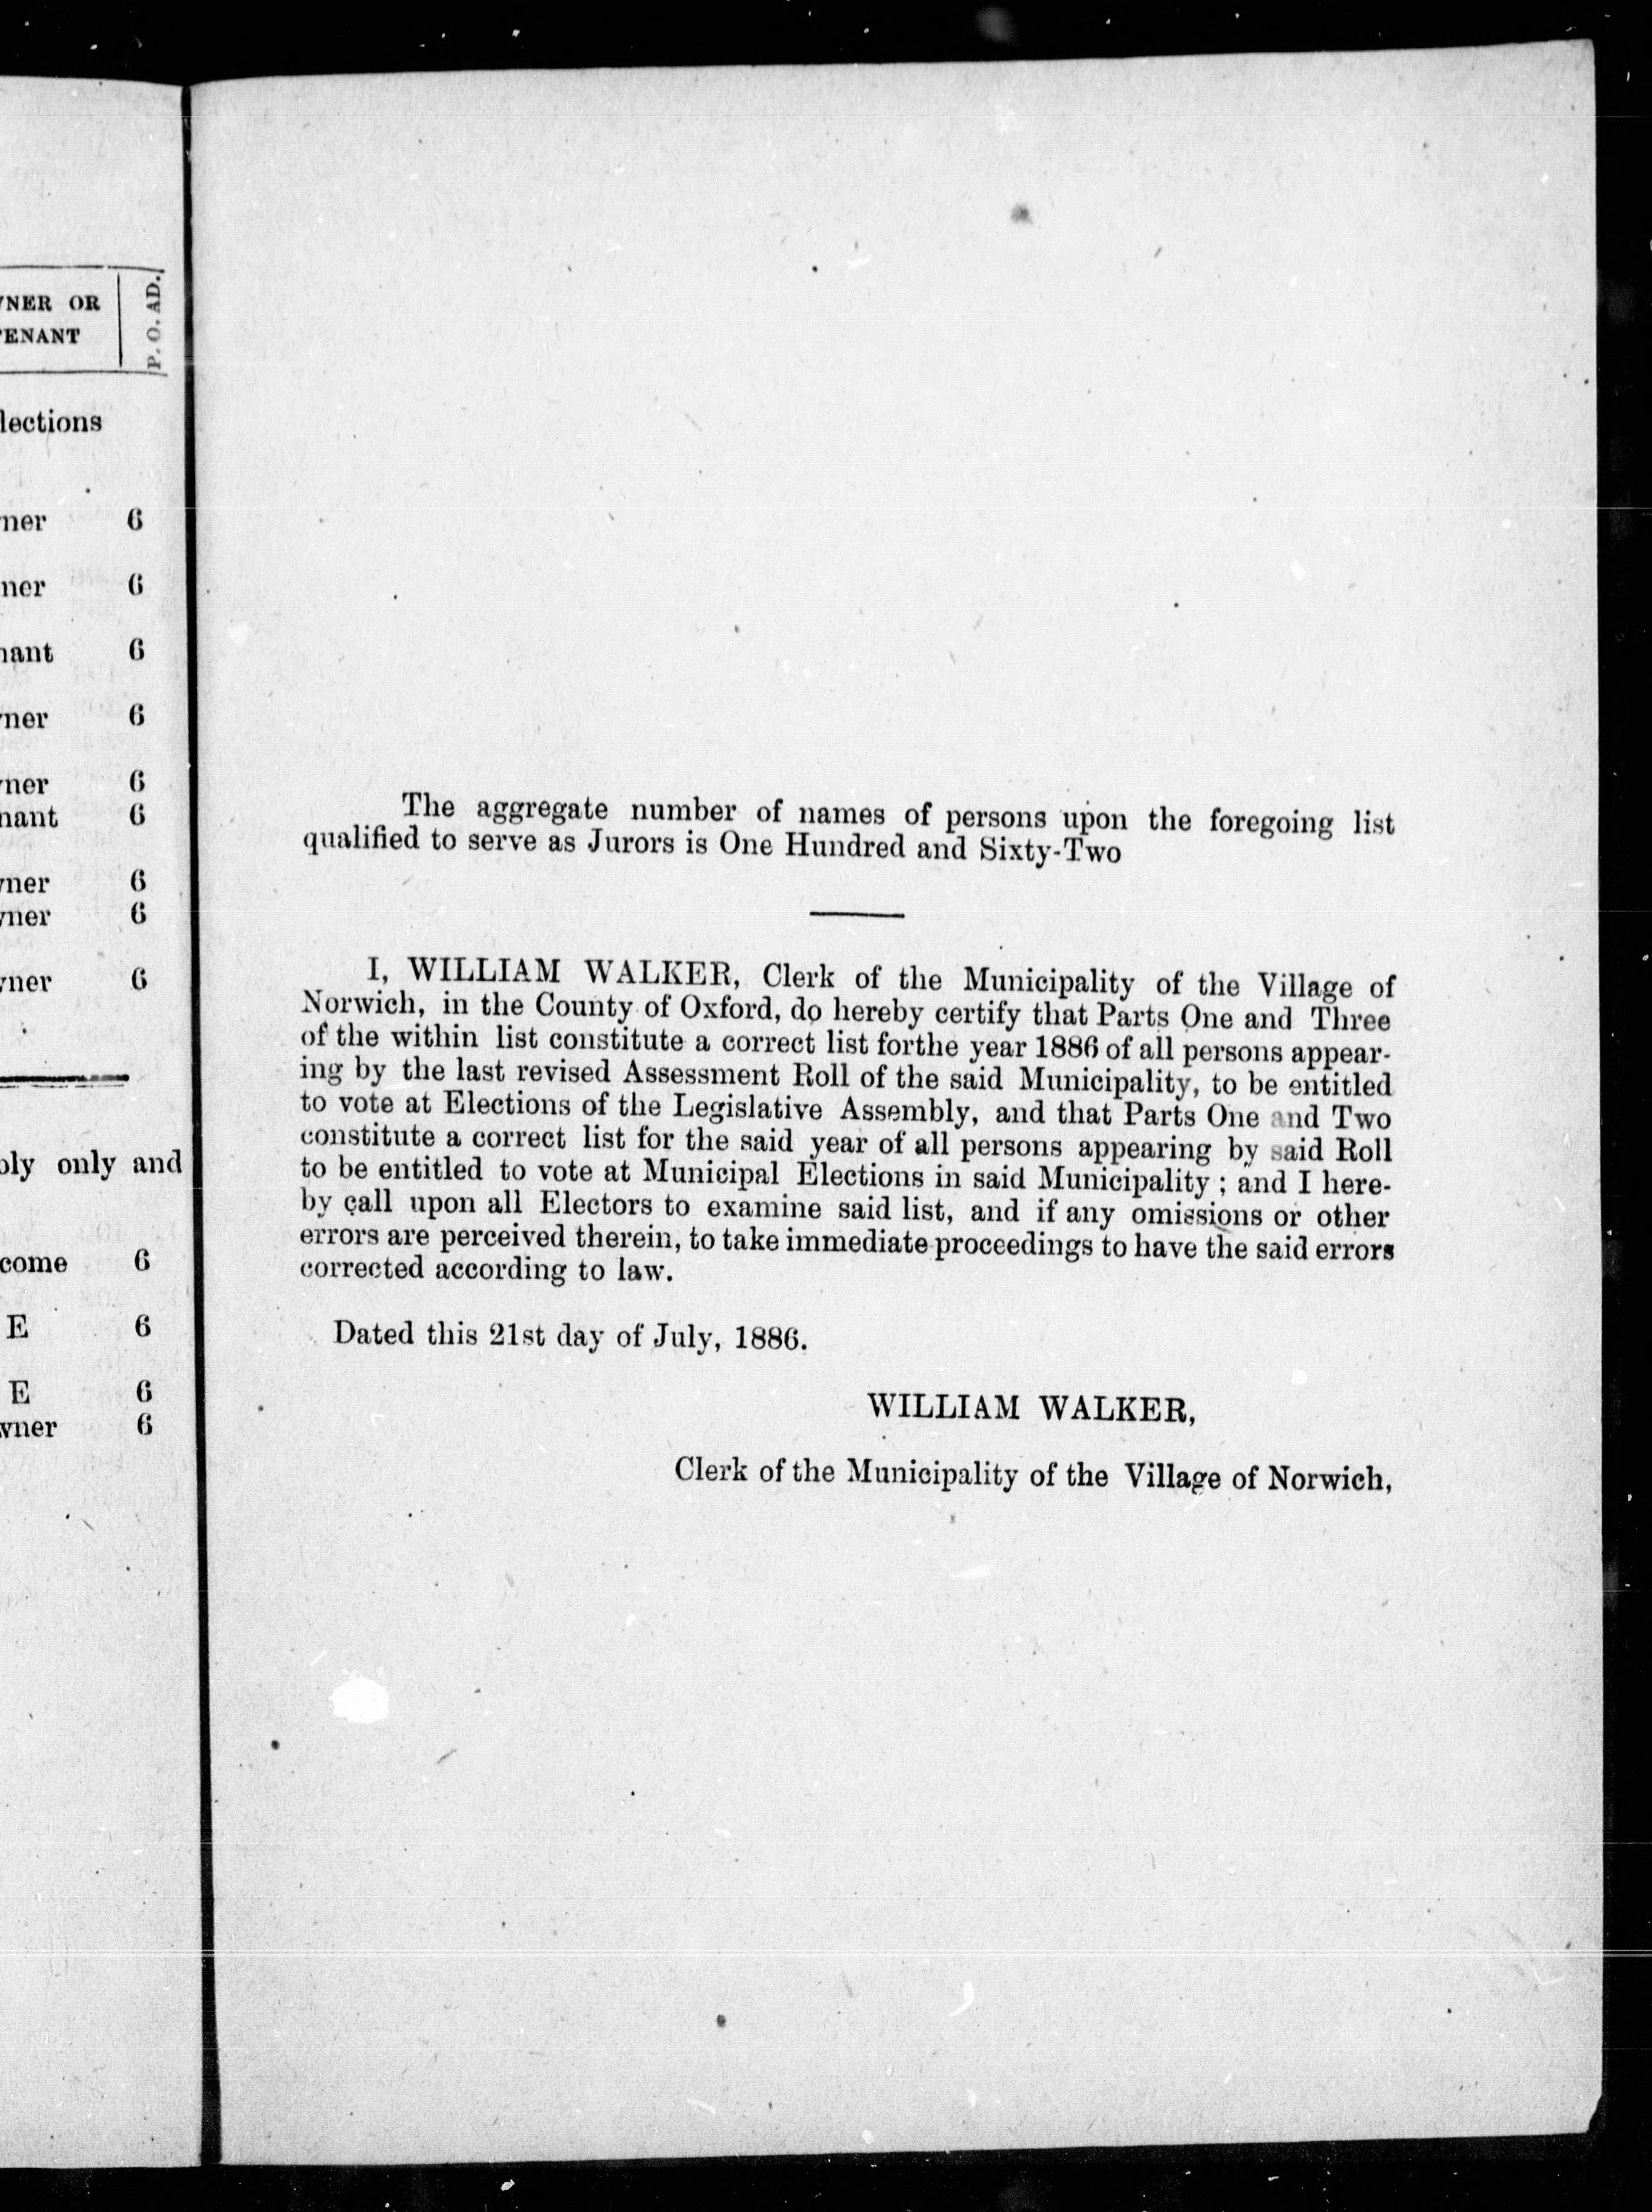 OWNER OR
TENANT
P. O. AD.
lections
ner 6
ner 6
nant 6
ner 6
ner 6
nant 6
ner 6
ner 6
ner 6
only and
come 6
E 6
E 6
wner 6
The aggregate number of names of persons upon the foregoing list
qualified to serve as Jurors is One Hundred and Sixty-Two
I, WILLIAM WALKER, Clerk of the Municipality of the Village of
Norwich, in the County of Oxford, do hereby certify that Parts One and Three
of the within list constitute a correct list forthe year 1886 of all persons appear-
ing by the last revised Assessment Roll of the said Municipality, to be entitled
to vote at Elections of the Legislative Assembly, and that Parts One and Two
constitute a correct list for the said year of all persons appearing by said Roll
to be entitled to vote at Municipal Elections in said Municipality ; and I here-
by call upon all Electors to examine said list, and if any omissions or other
errors are perceived therein, to take immediate proceedings to have the said errors
corrected according to law.
Dated this 21st day of July, 1886.
WILLIAM WALKER,
Clerk of the Municipality of the Village of Norwich,